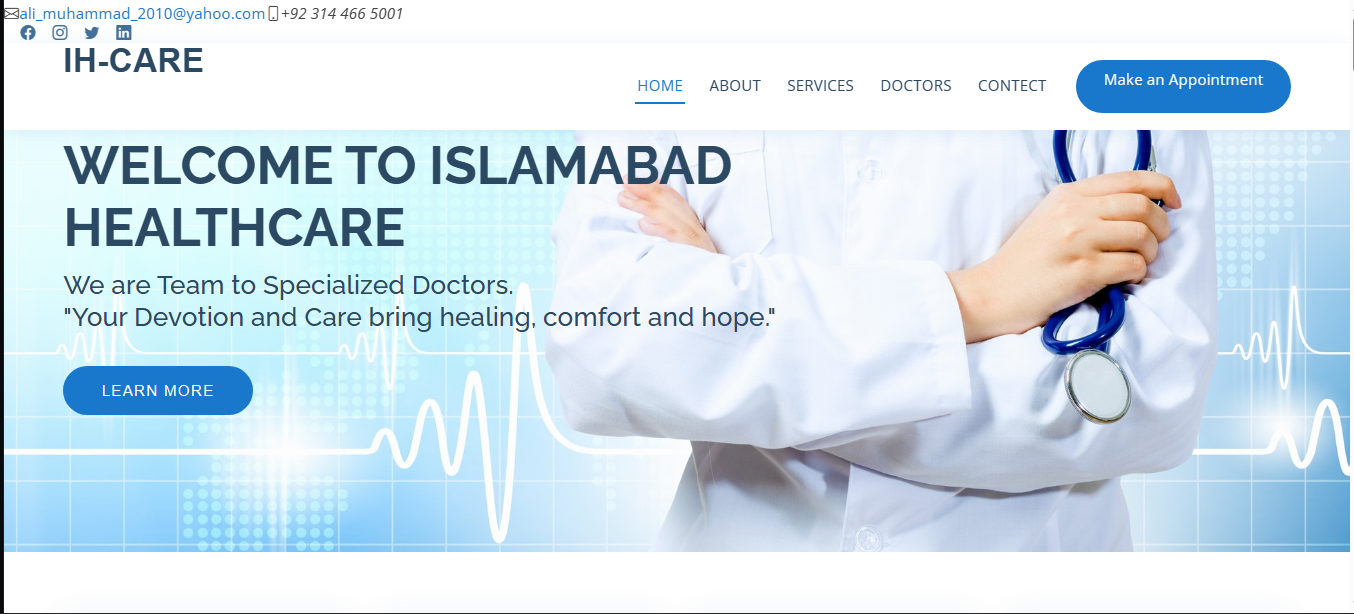 ali_muhammad_2010@yahoo.com +92 314 466 5001
IH-CARE
HOME ABOUT SERVICES DOCTORS CONTECT Make an Appointment
WELCOME TO ISLAMABAD
HEALTHCARE
We are Team to Specialized Doctors.
"Your Devotion and Care bring healing, comfort and hope."
LEARN MORE